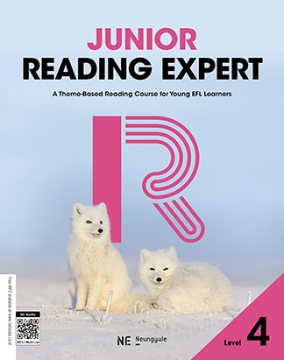 JUNIOR
READING EXPERT
A Theme-Based Reading Course for Young EFL Learners
R
NE Neungyule
Level 4